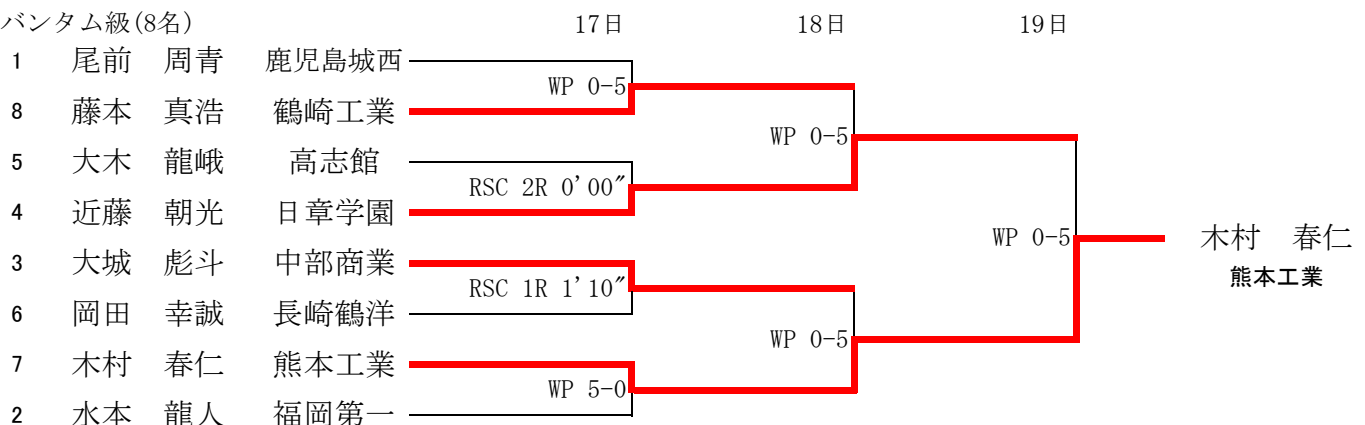 バンタム級(8名) 17日 18日 19日
1 尾前 周青 鹿児島城西
WP 0-5
8 藤本 真浩 鶴崎工業
WP 0-5
5 大木 龍峨 高志館
RSC 2R 0'00"
4 近藤 朝光 日章学園
WP 0-5 木村 春仁
熊本工業
3 大城 彪斗 中部商業
RSC 1R 1'10"
6 岡田 幸誠 長崎鶴洋
WP 0-5
7 木村 春仁 熊本工業
WP 5-0
2 水本 龍人 福岡第一